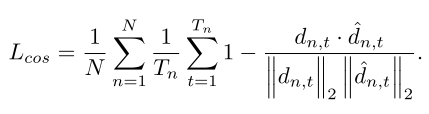 $$L_{cos} = \frac{1}{N} \sum_{n=1}^{N} \frac{1}{T_n} \sum_{t=1}^{T_n} 1 - \frac{d_{n,t} \cdot \hat{d}_{n,t}}{\left\| d_{n,t} \right\|_2 \left\| \hat{d}_{n,t} \right\|_2}.$$